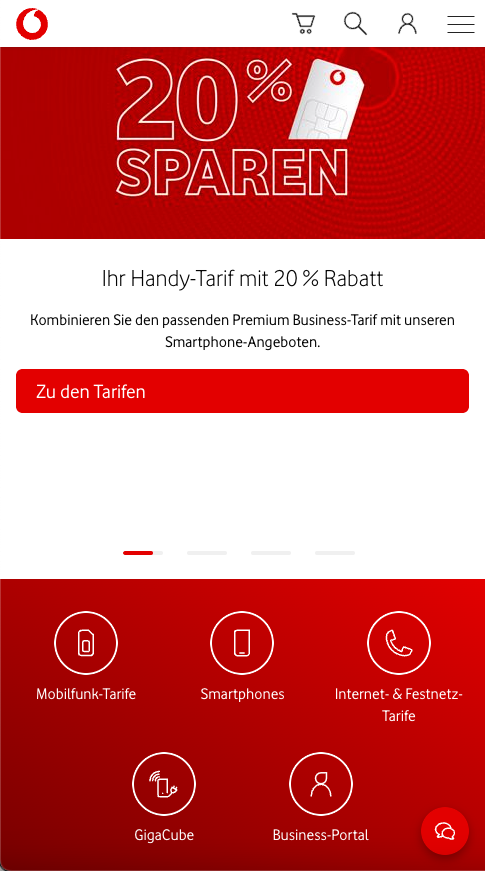 20%
SPAREN
Ihr Handy-Tarif mit 20 % Rabatt
Kombinieren Sie den passenden Premium Business-Tarif mit unseren
Smartphone-Angeboten.
Zu den Tarifen
Mobilfunk-Tarife
Smartphones
Internet- & Festnetz-
Tarife
GigaCube
Business-Portal